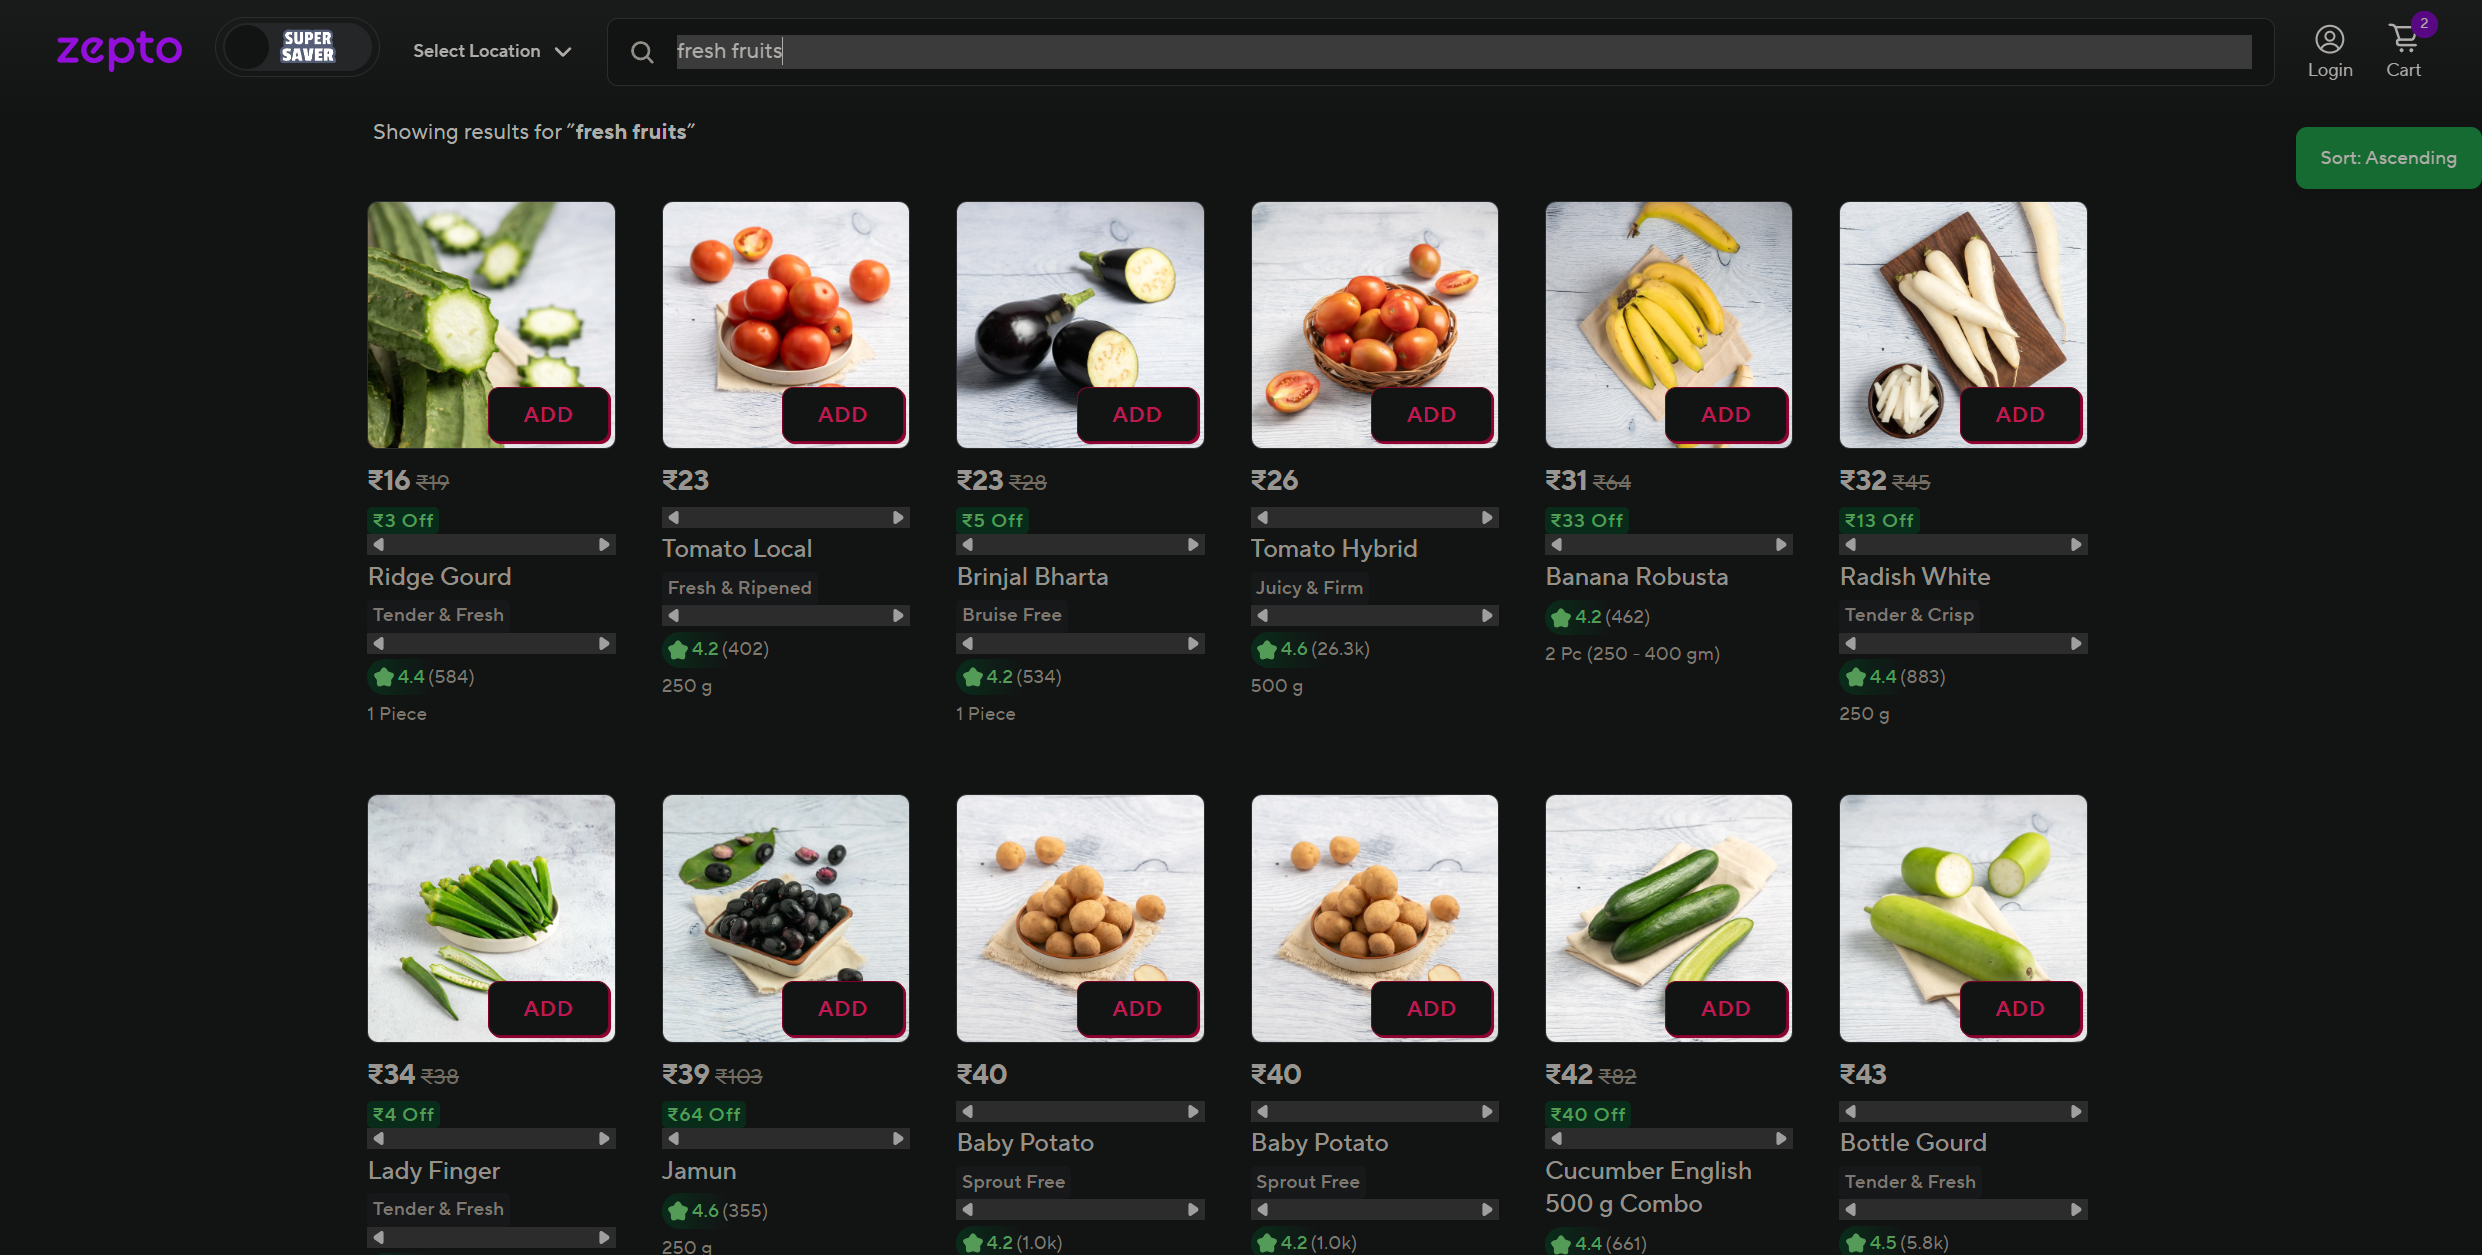 zepto
SUPER
SAVER
Select Location
fresh fruits
2
Login
Cart
Showing results for "fresh fruits"
Sort: Ascending
ADD
ADD
ADD
ADD
ADD
ADD
₹16 ₹19
₹3 Off
Ridge Gourd
Tender & Fresh
4.4 (584)
1 Piece
₹23
Tomato Local
Fresh & Ripened
4.2 (402)
250 g
₹23 ₹28
₹5 Off
Brinjal Bharta
Bruise Free
4.2 (534)
1 Piece
₹26
Tomato Hybrid
Juicy & Firm
4.6 (26.3k)
500 g
₹31 ₹64
₹33 Off
Banana Robusta
4.2 (462)
2 Pc (250 - 400 gm)
₹32 ₹45
₹13 Off
Radish White
Tender & Crisp
4.4 (883)
250 g
ADD
ADD
ADD
ADD
ADD
ADD
₹34 ₹38
₹4 Off
Lady Finger
Tender & Fresh
₹39 ₹103
₹64 Off
Jamun
4.6 (355)
250 g
₹40
Baby Potato
Sprout Free
4.2 (1.0k)
₹40
Baby Potato
Sprout Free
4.2 (1.0k)
₹42 ₹82
₹40 Off
Cucumber English
500 g Combo
4.4 (661)
₹43
Bottle Gourd
Tender & Fresh
4.5 (5.8k)